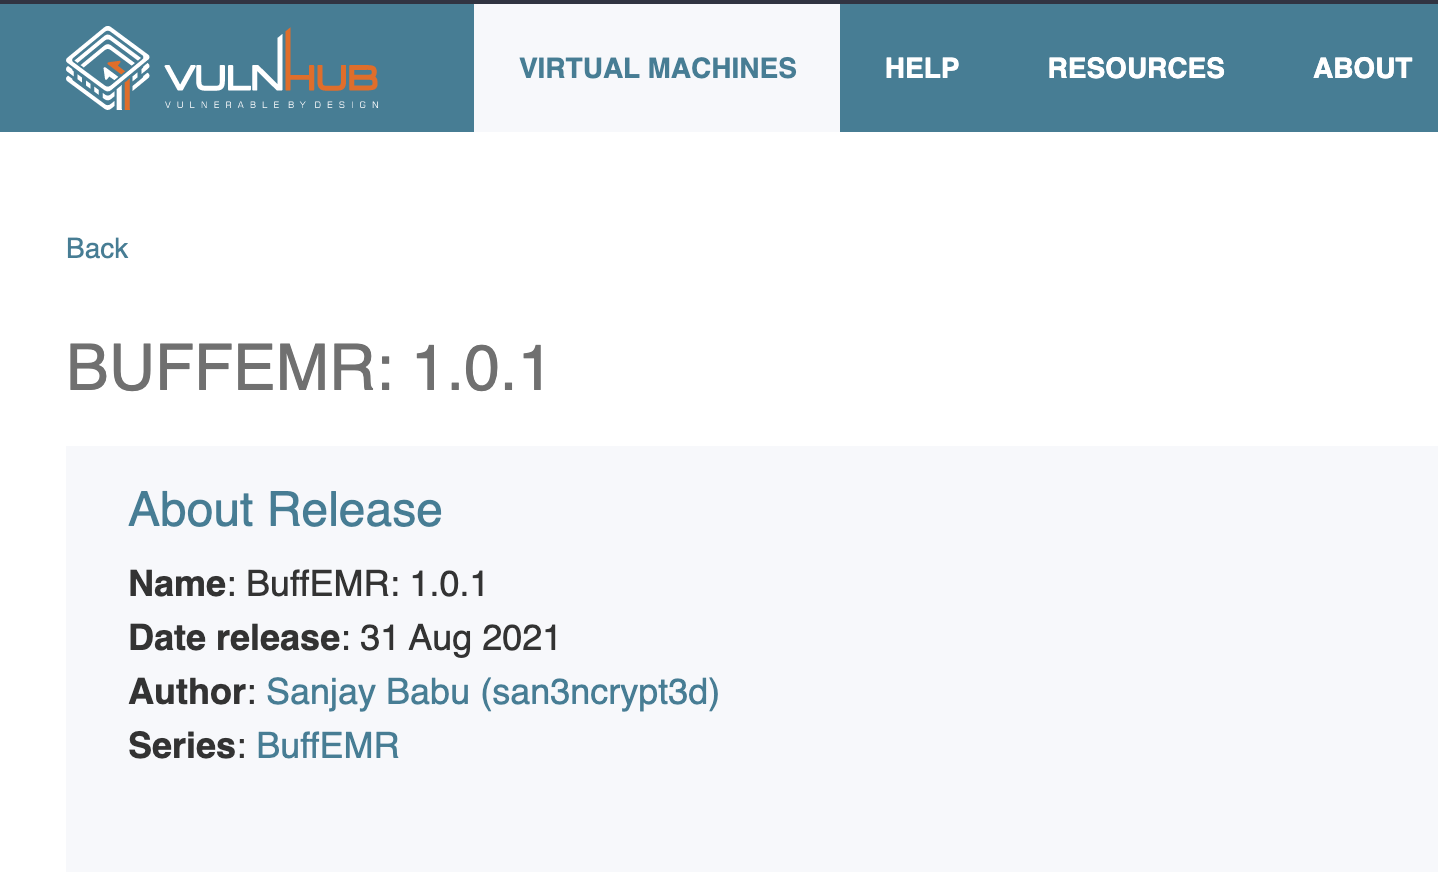 VULNHUB
VULNERABLE BY DESIGN
VIRTUAL MACHINES
HELP
RESOURCES
ABOUT
Back
BUFFEMR: 1.0.1
About Release
Name: BuffEMR: 1.0.1
Date release: 31 Aug 2021
Author: Sanjay Babu (san3ncrypt3d)
Series: BuffEMR